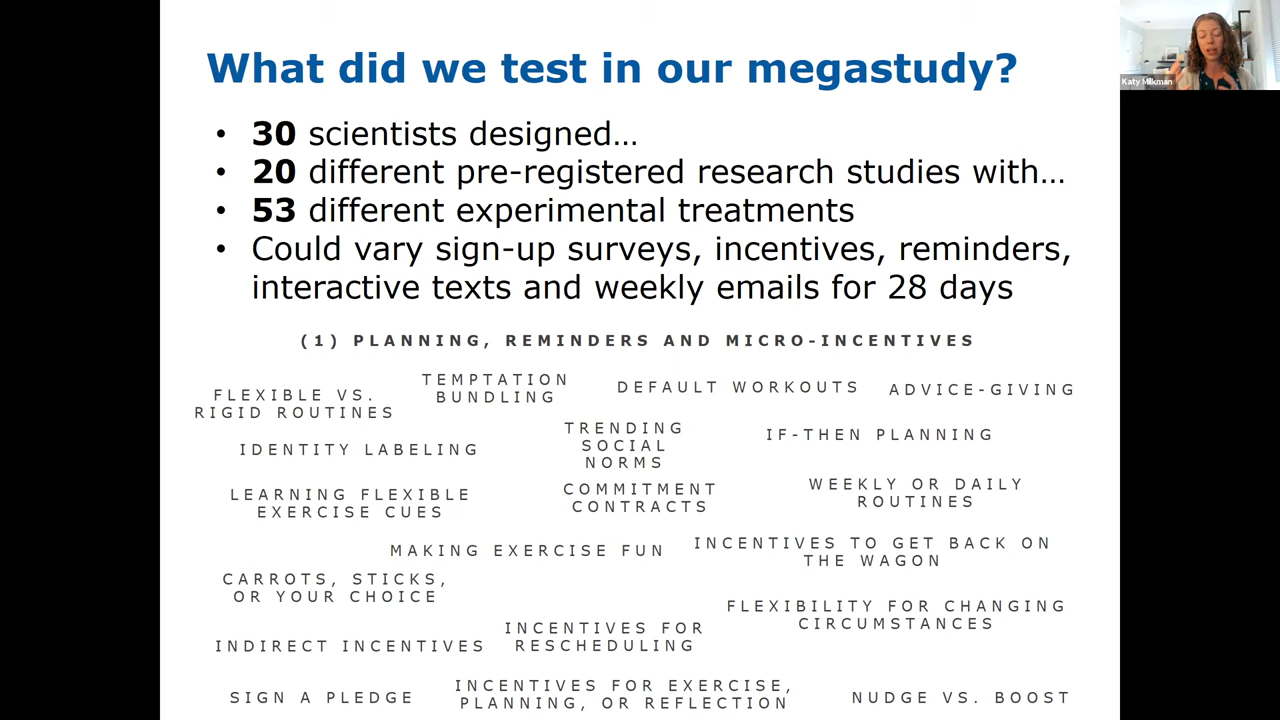 What did we test in our megastudy?
Katy Milkman
• 30 scientists designed…
• 20 different pre-registered research studies with…
• 53 different experimental treatments
• Could vary sign-up surveys, incentives, reminders,
interactive texts and weekly emails for 28 days
(1) PLANNING, REMINDERS AND MICRO-INCENTIVES
FLEXIBLE VS.
RIGID ROUTINES
TEMPTATION
BUNDLING
DEFAULT WORKOUTS
ADVICE-GIVING
IDENTITY LABELING
TRENDING
SOCIAL
NORMS
IF-THEN PLANNING
LEARNING FLEXIBLE
EXERCISE CUES
COMMITMENT
CONTRACTS
WEEKLY OR DAILY
ROUTINES
MAKING EXERCISE FUN
INCENTIVES TO GET BACK ON
THE WAGON
CARROTS, STICKS,
OR YOUR CHOICE
FLEXIBILITY FOR CHANGING
CIRCUMSTANCES
INDIRECT INCENTIVES
INCENTIVES FOR
RESCHEDULING
SIGN A PLEDGE
INCENTIVES FOR EXERCISE,
PLANNING, OR REFLECTION
NUDGE VS. BOOST